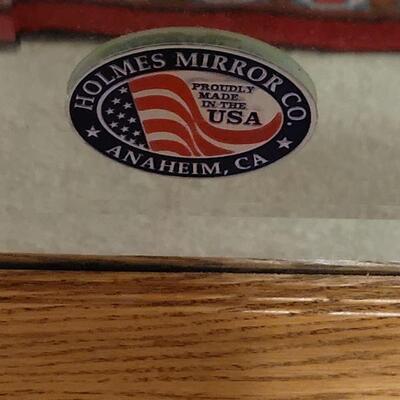 HOLMES MIRROR CO.
PROUDLY
MADE
IN THE
USA
ANAHEIM, CA